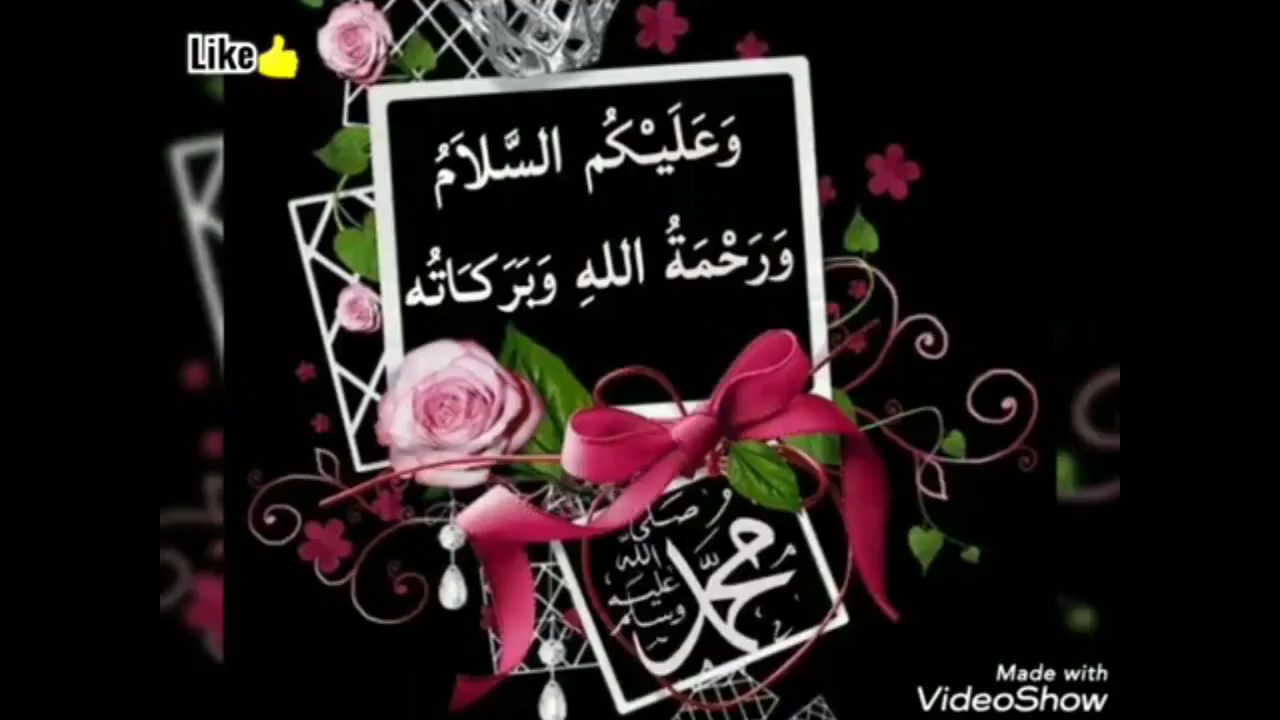 Like
وَعَلَيْكُم السَّلاَمُ
وَرَحْمَةُ اللهِ وَبَرَكَاتُه
محمد
صلى
الله
عليه
وسلم
Made with
VideoShow